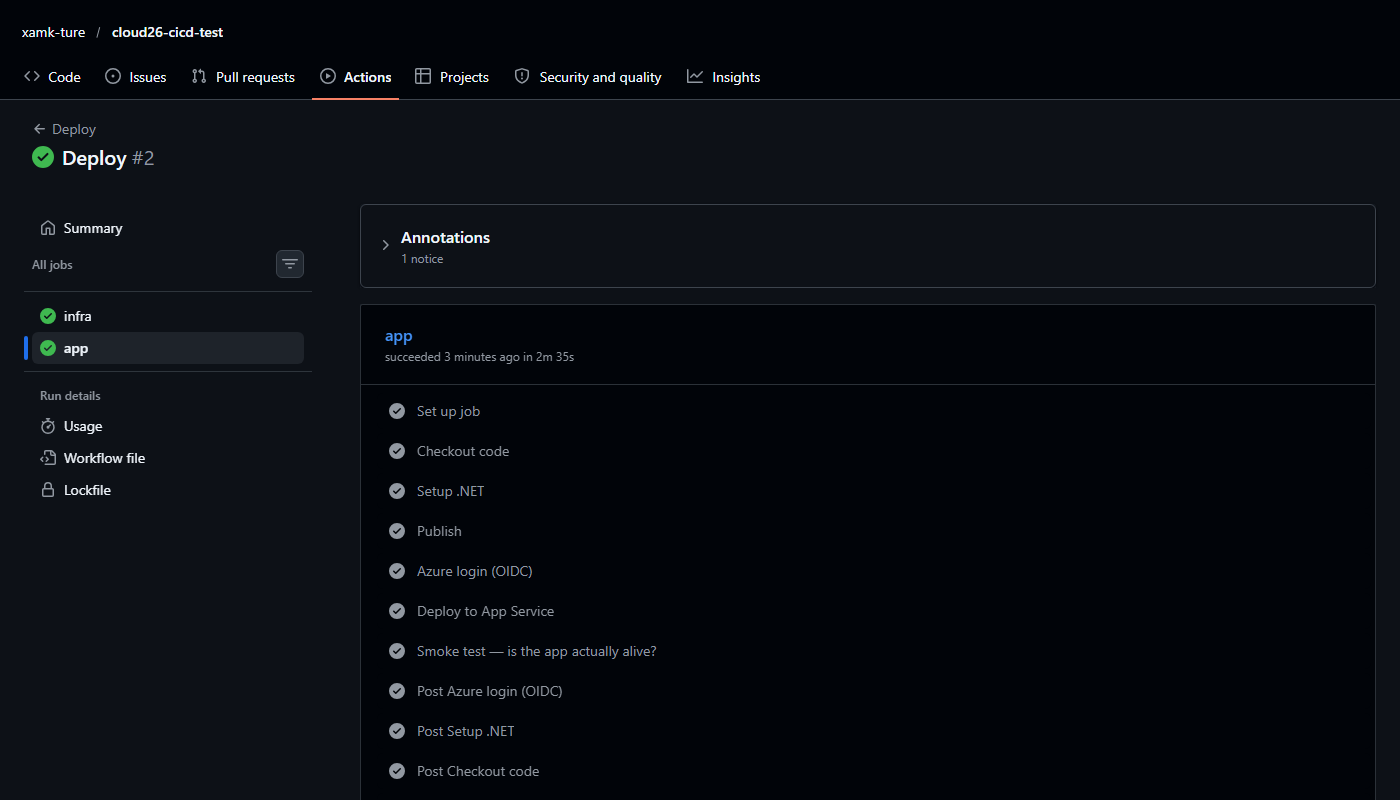 xamk-ture / cloud26-cicd-test
Code Issues Pull requests Actions Projects Security and quality Insights
Deploy
Deploy #2
Summary
All jobs
infra
app
Run details
Usage
Workflow file
Lockfile
Annotations
1 notice
app
succeeded 3 minutes ago in 2m 35s
Set up job
Checkout code
Setup .NET
Publish
Azure login (OIDC)
Deploy to App Service
Smoke test — is the app actually alive?
Post Azure login (OIDC)
Post Setup .NET
Post Checkout code